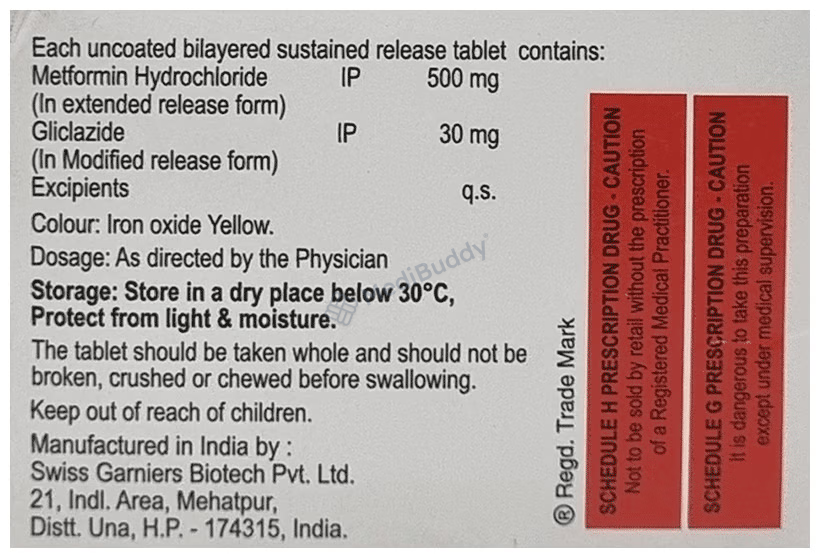 Each uncoated bilayered sustained release tablet contains:
Metformin Hydrochloride IP 500 mg
(In extended release form)
Gliclazide IP 30 mg
(In Modified release form)
Excipients q.s.
Colour: Iron oxide Yellow.
Dosage: As directed by the Physician
Storage: Store in a dry place below 30°C,
Protect from light & moisture.
The tablet should be taken whole and should not be
broken, crushed or chewed before swallowing.
Keep out of reach of children.
Manufactured in India by :
Swiss Garniers Biotech Pvt. Ltd.
21, Indl. Area, Mehatpur,
Distt. Una, H.P. - 174315, India.
® Regd. Trade Mark
SCHEDULE H PRESCRIPTION DRUG - CAUTION
Not to be sold by retail without the prescription
of a Registered Medical Practitioner.
SCHEDULE G PRESCRIPTION DRUG - CAUTION
It is dangerous to take this preparation
except under medical supervision.
MediBuddy